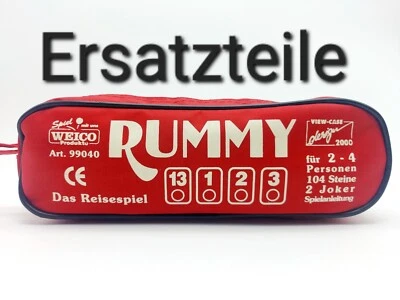 Ersatzteile
Spiel mit uns
WEICO
Produkte
Art. 99040
RUMMY
CE
13 1 2 3
Das Reisespiel
VIEW-CASE
design
2000
für 2 - 4
Personen
104 Steine
2 Joker
Spielanleitung